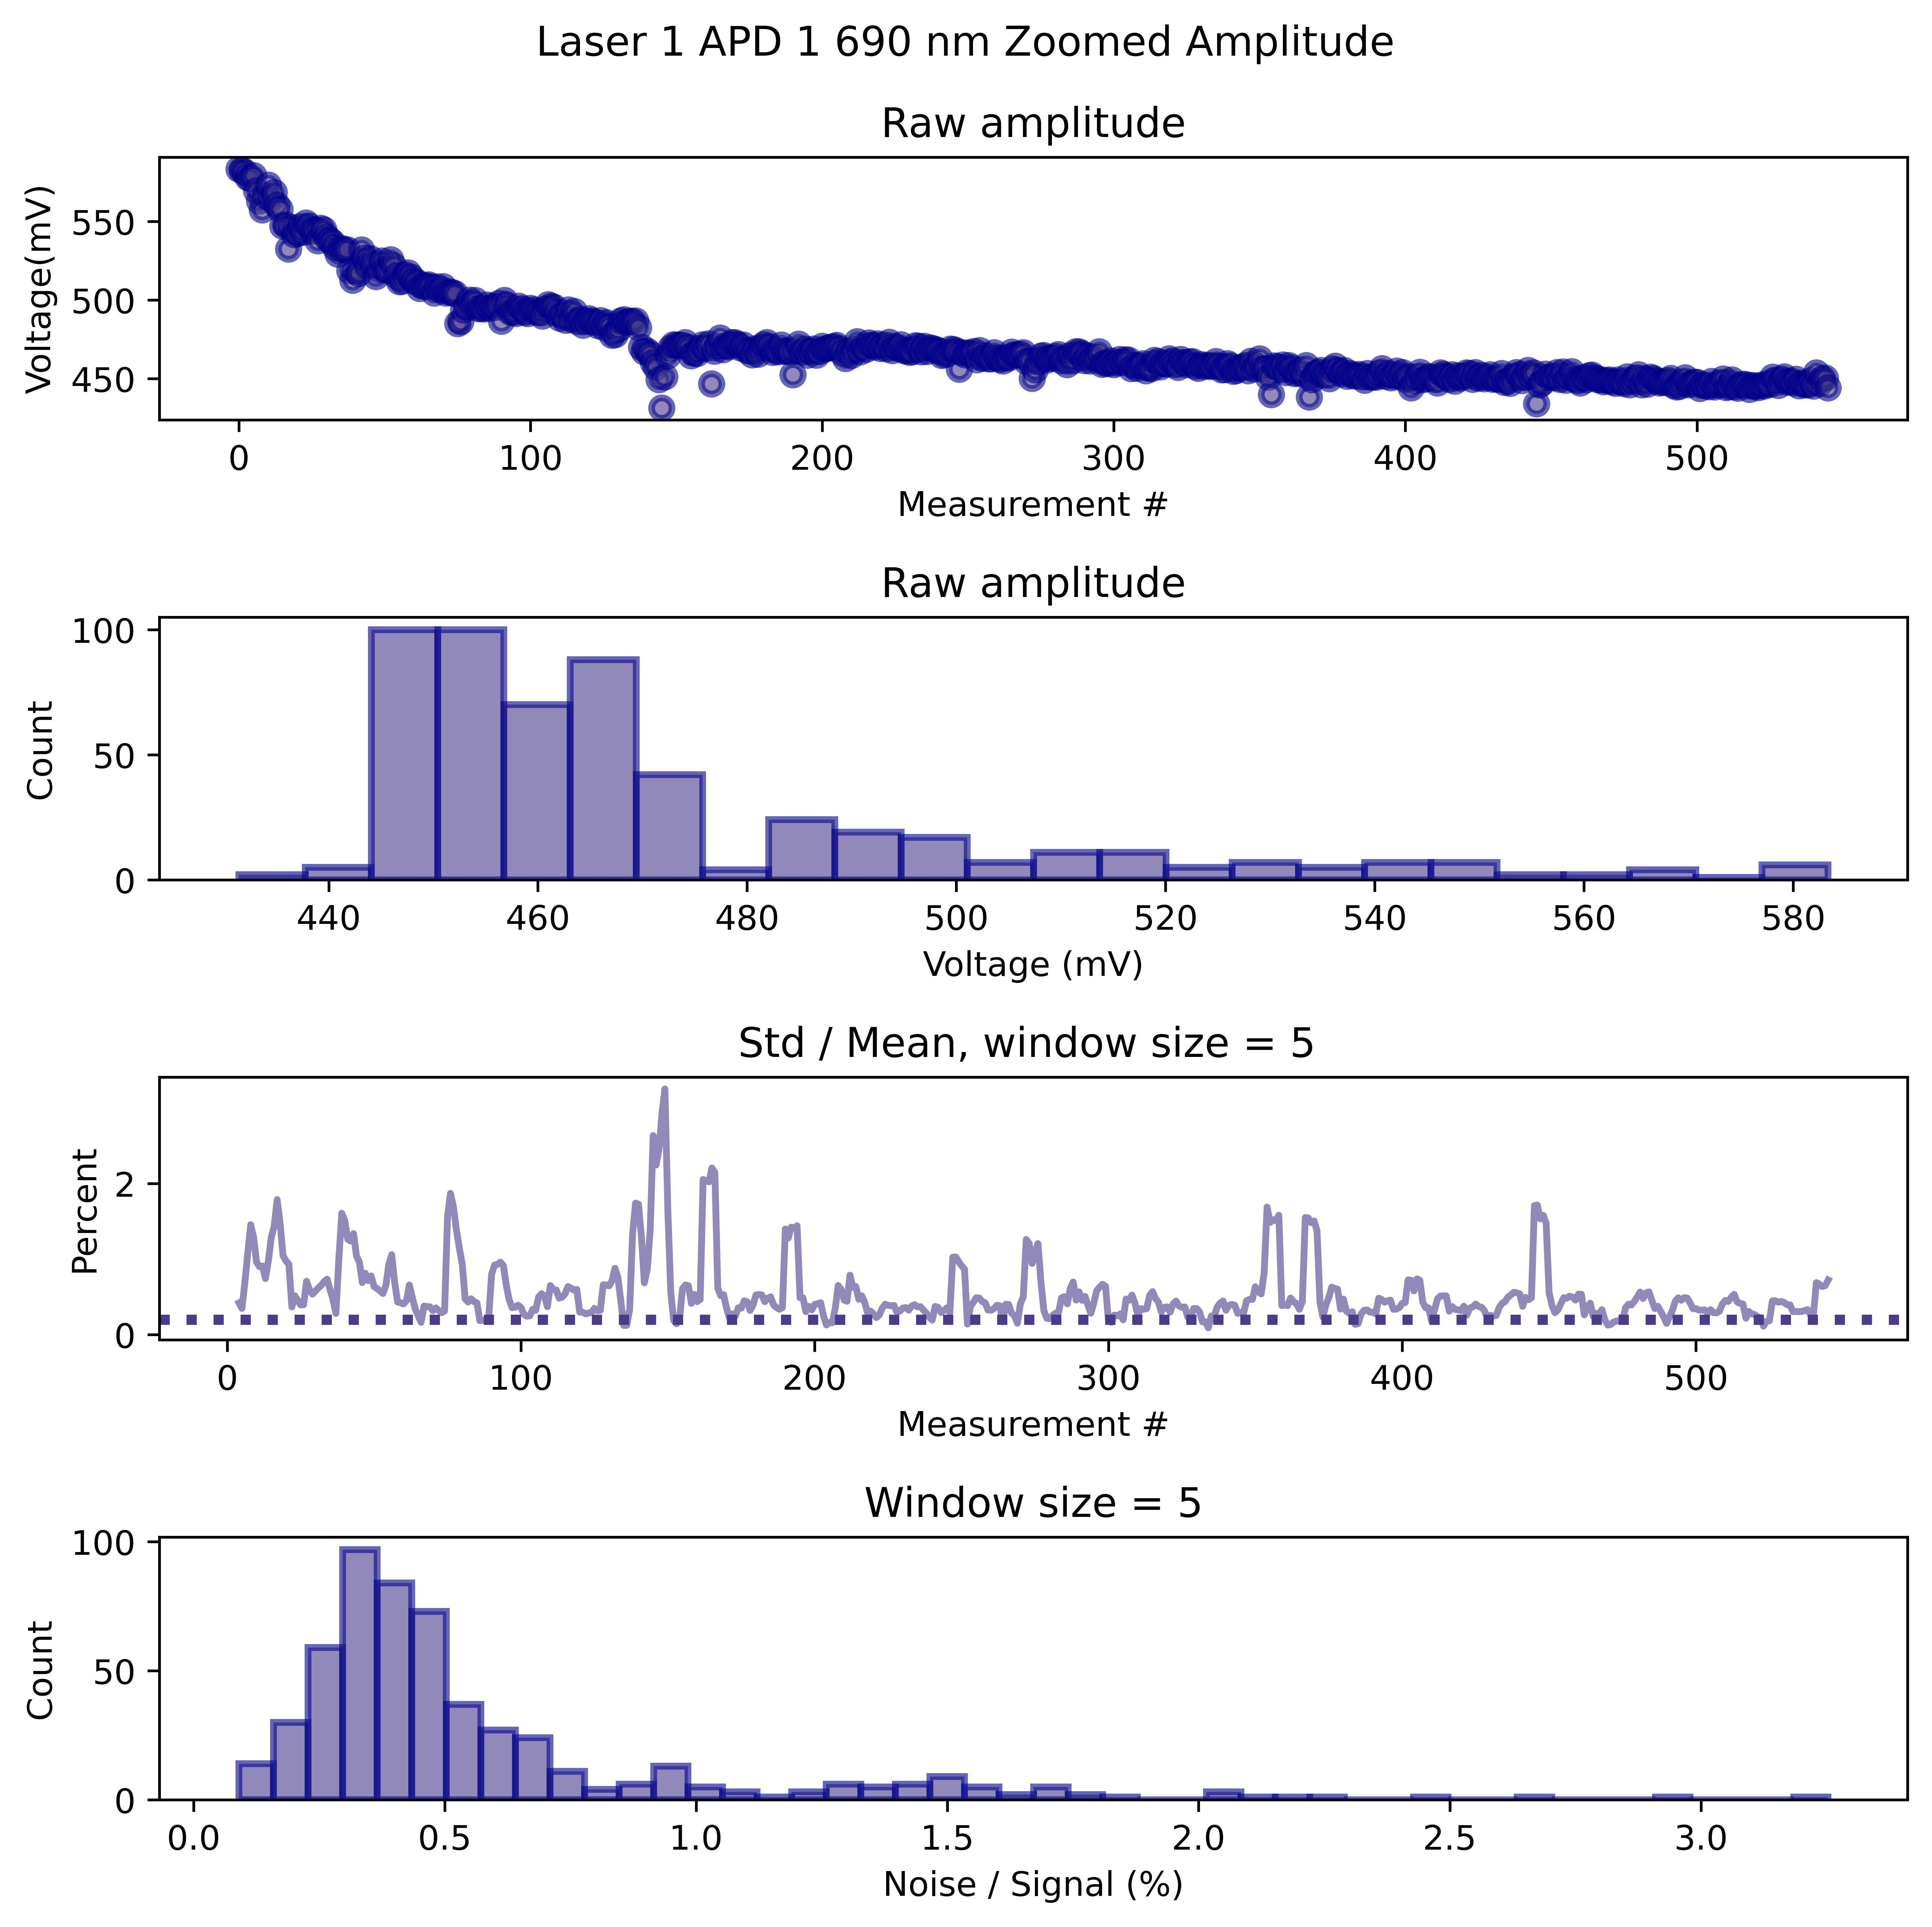 Laser 1 APD 1 690 nm Zoomed Amplitude
Raw amplitude
Voltage(mV)
550
500
450
0 100 200 300 400 500
Measurement #
Raw amplitude
Count
100
50
0
440 460 480 500 520 540 560 580
Voltage (mV)
Std / Mean, window size = 5
Percent
2
0
0 100 200 300 400 500
Measurement #
Window size = 5
Count
100
50
0
0.0 0.5 1.0 1.5 2.0 2.5 3.0
Noise / Signal (%)